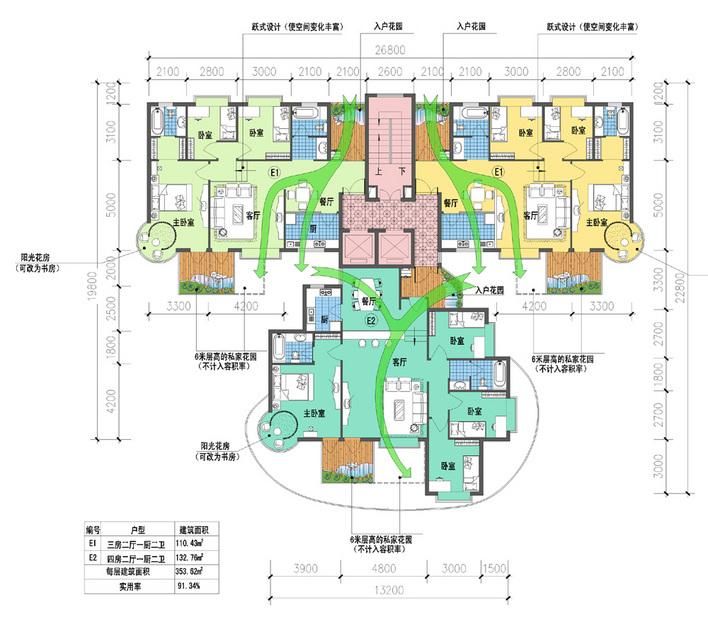 跃式设计（使空间变化丰富）
入户花园
入户花园
跃式设计（使空间变化丰富）
26800
2100 2800 3000 2100 2600 2100 3000 2800 2100
1200
3100
5000
2000
2500
1800
4200
19800
1200
3100
5000
3300
2700
1800
2700
3000
22800
卧室
卧室
卧室
卧室
E1
E1
上 下
主卧室
客厅
餐厅
厨
餐厅
客厅
主卧室
阳光花房
（可改为书房）
3300 4200
4200 3300
入户花园
餐厅
厨
E2
6米层高的私家花园
（不计入容积率）
6米层高的私家花园
（不计入容积率）
卧室
客厅
主卧室
卧室
卧室
阳光花房
（可改为书房）
6米层高的私家花园
（不计入容积率）
编号 户型 建筑面积
E1 三房二厅一厨二卫 110.43m²
E2 四房二厅一厨二卫 132.76m²
每层建筑面积 353.62m²
实用率 91.34%
3900 4800 3000 1500
13200